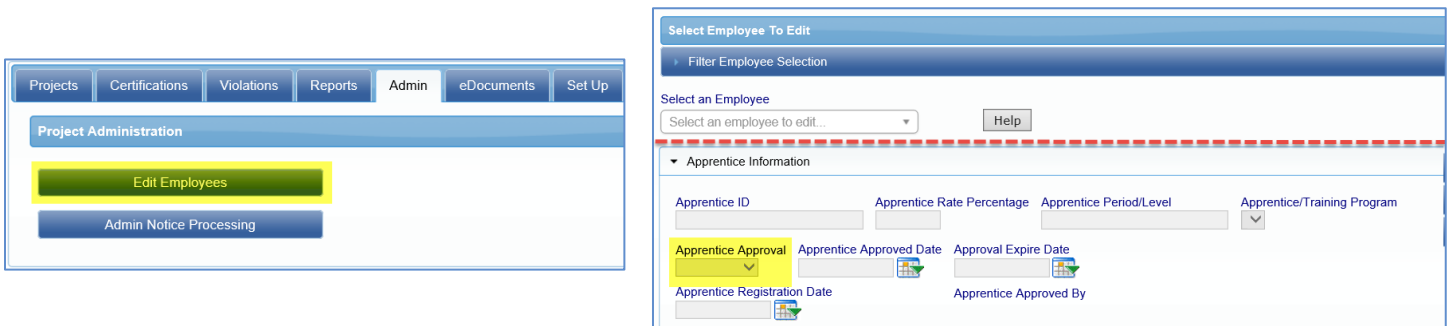 Projects Certifications Violations Reports Admin eDocuments Set Up
Project Administration
Edit Employees
Admin Notice Processing
Select Employee To Edit
Filter Employee Selection
Select an Employee
Select an employee to edit... Help
Apprentice Information
Apprentice ID Apprentice Rate Percentage Apprentice Period/Level Apprentice/Training Program
Apprentice Approval Apprentice Approved Date Approval Expire Date
Apprentice Registration Date Apprentice Approved By